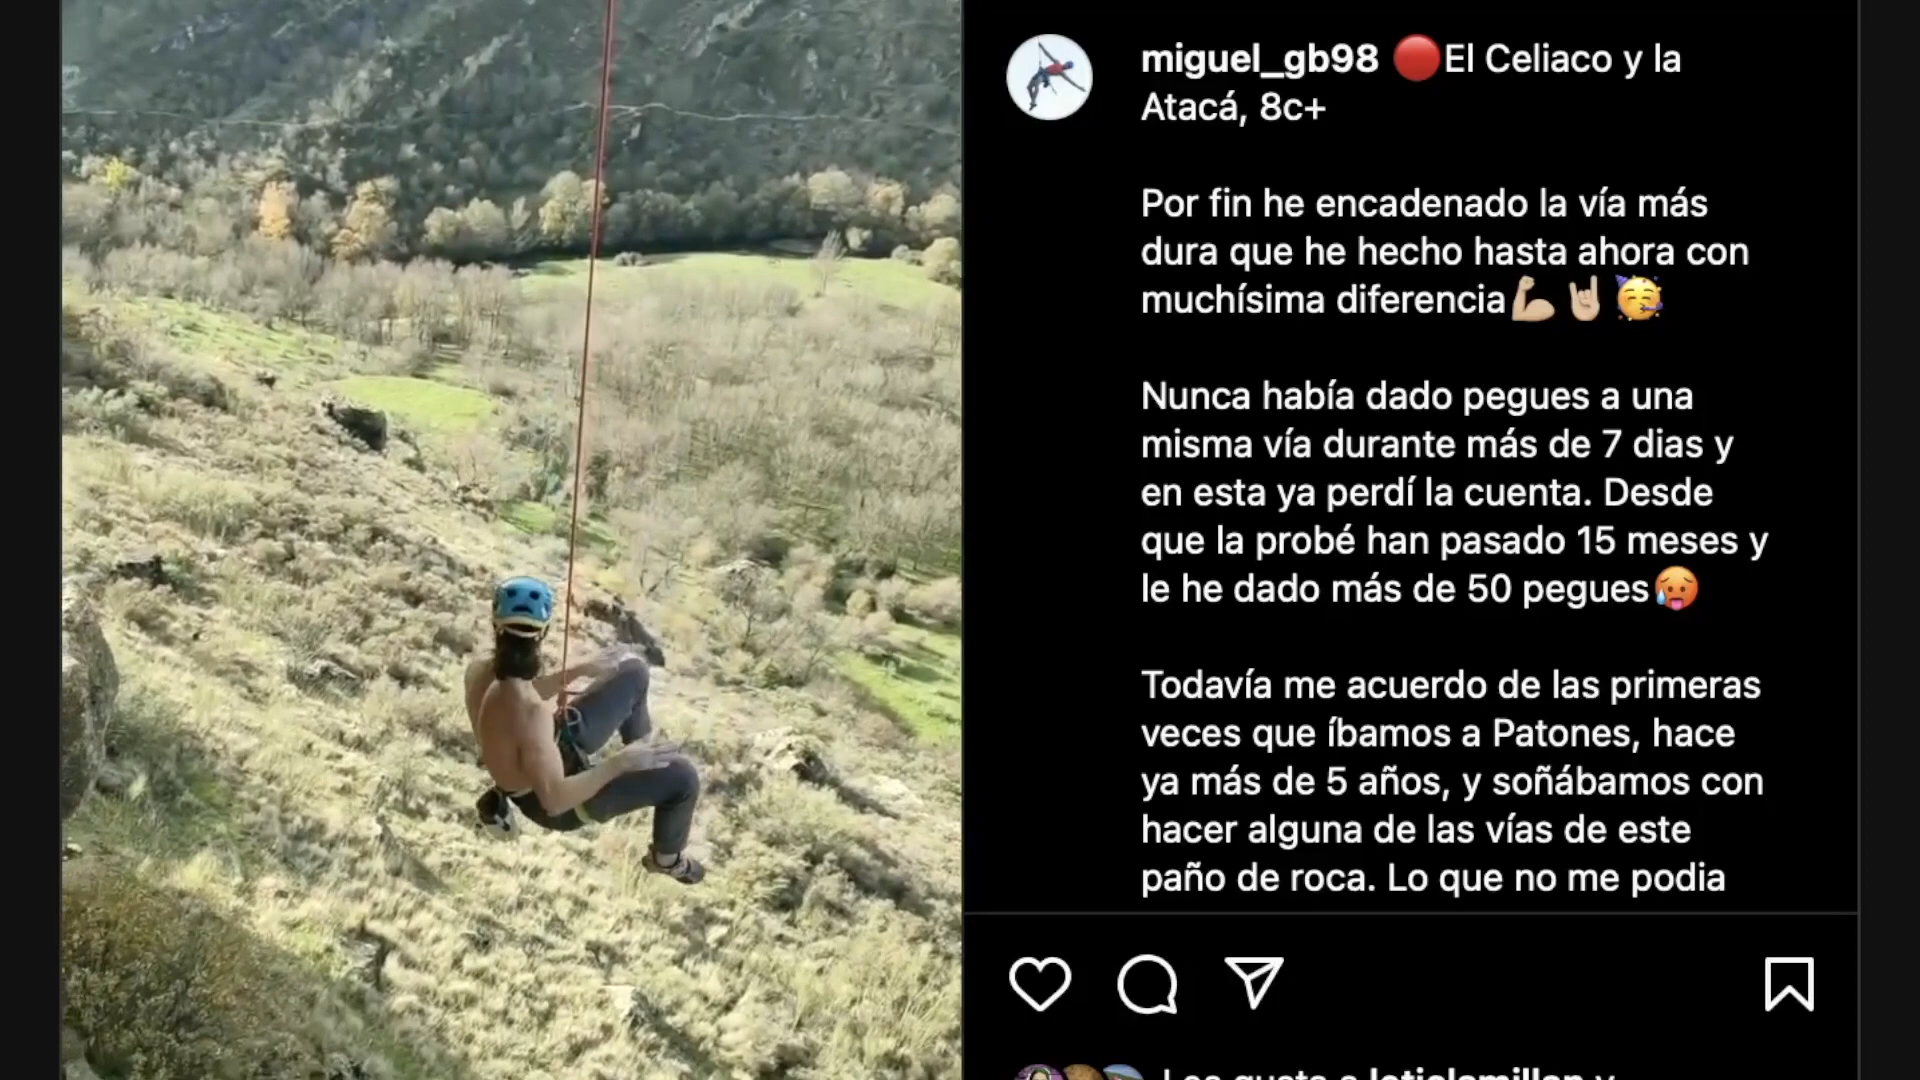 miguel_gb98 🔴El Celiaco y la
Atacá, 8c+
Por fin he encadenado la vía más
dura que he hecho hasta ahora con
muchísima diferencia💪🏼🤘🏼🥳
Nunca había dado pegues a una
misma vía durante más de 7 dias y
en esta ya perdí la cuenta. Desde
que la probé han pasado 15 meses y
le he dado más de 50 pegues🥵
Todavía me acuerdo de las primeras
veces que íbamos a Patones, hace
ya más de 5 años, y soñábamos con
hacer alguna de las vías de este
paño de roca. Lo que no me podia
Les gusta a